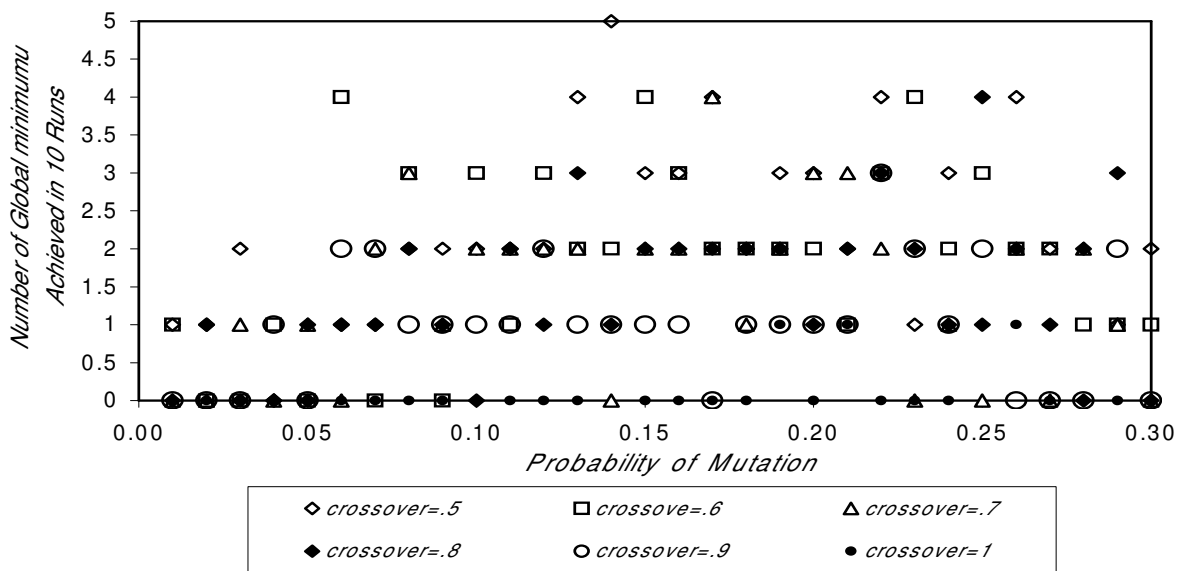 Number of Global minimumu
Achieved in 10 Runs
5
4.5
4
3.5
3
2.5
2
1.5
1
0.5
0
0.00 0.05 0.10 0.15 0.20 0.25 0.30
Probability of Mutation
crossover=.5 crossove=.6 crossover=.7
crossover=.8 crossover=.9 crossover=1